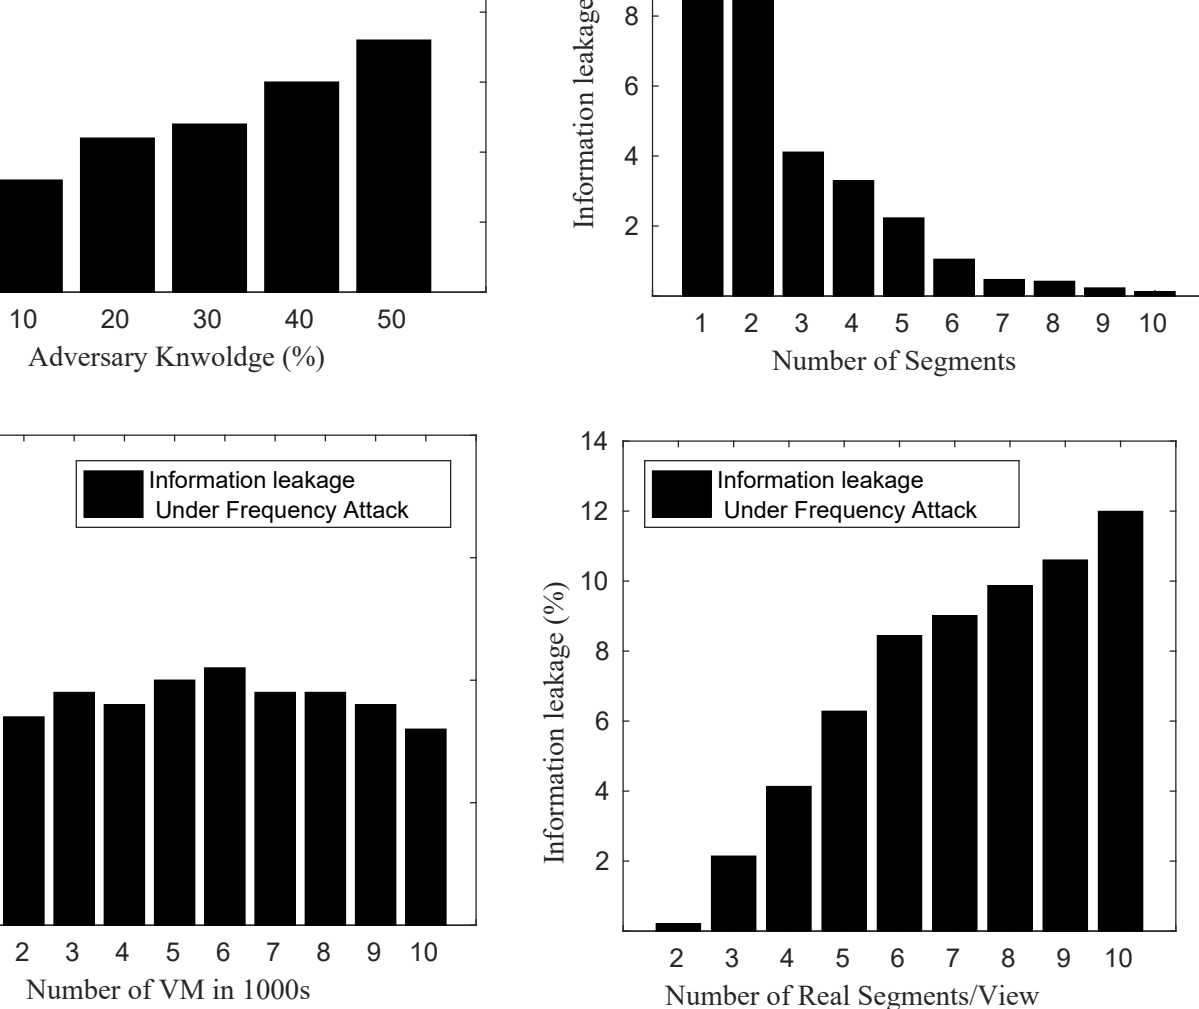 10 20 30 40 50
Adversary Knwoldge (%)
Information leakage
8
6
4
2
1 2 3 4 5 6 7 8 9 10
Number of Segments
Information leakage
Under Frequency Attack
2 3 4 5 6 7 8 9 10
Number of VM in 1000s
Information leakage (%)
14
12
10
8
6
4
2
Information leakage
Under Frequency Attack
2 3 4 5 6 7 8 9 10
Number of Real Segments/View